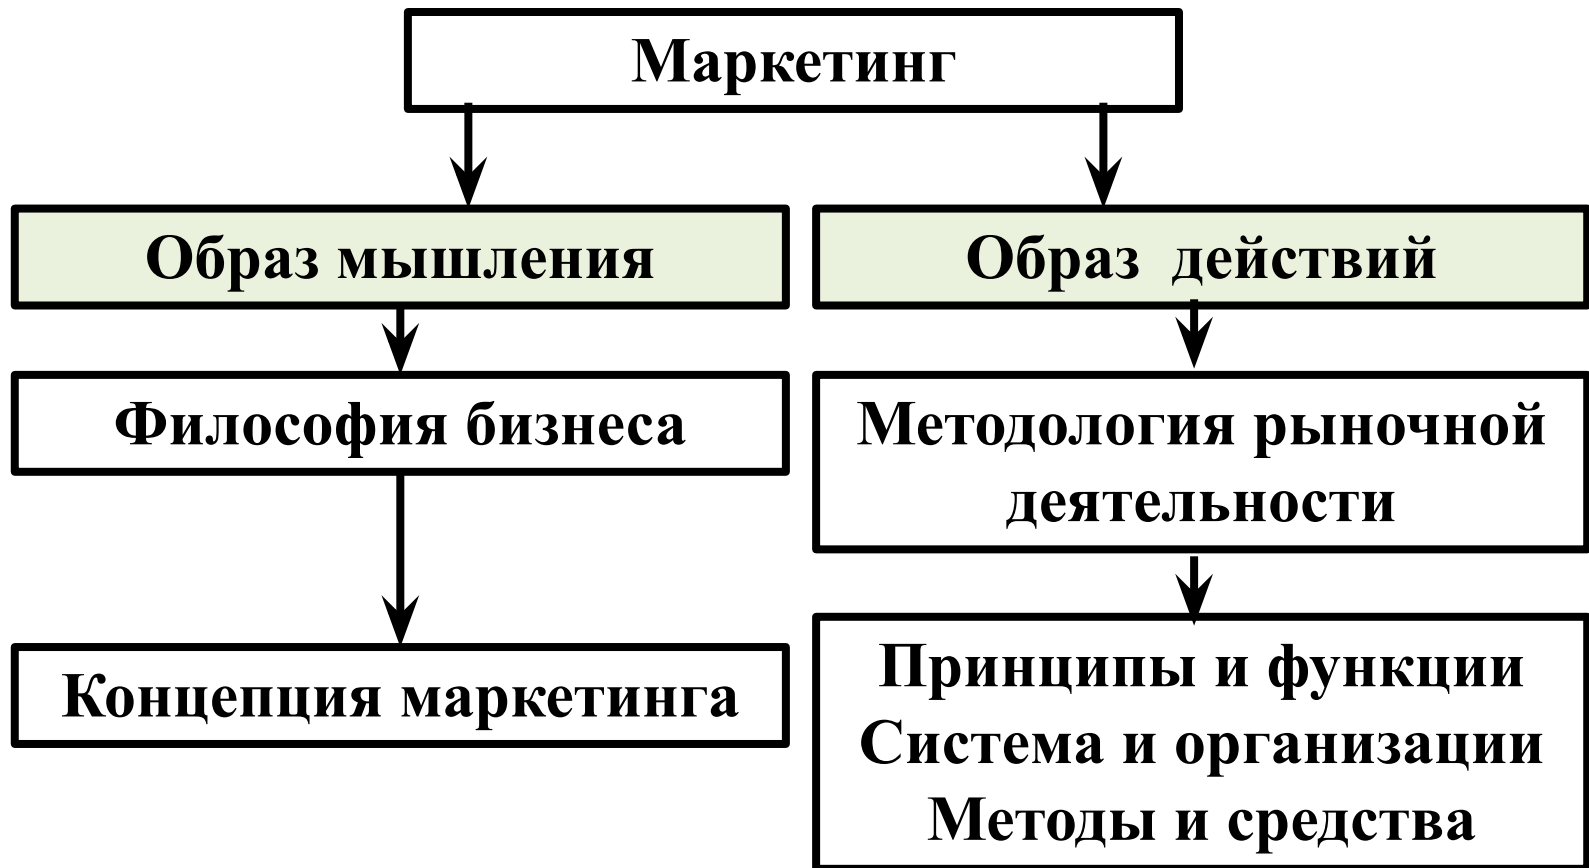 Маркетинг
Образ мышления
Образ  действий
Философия бизнеса
Методология рыночной
деятельности
Концепция маркетинга
Принципы и функции
Система и организации
Методы и средства